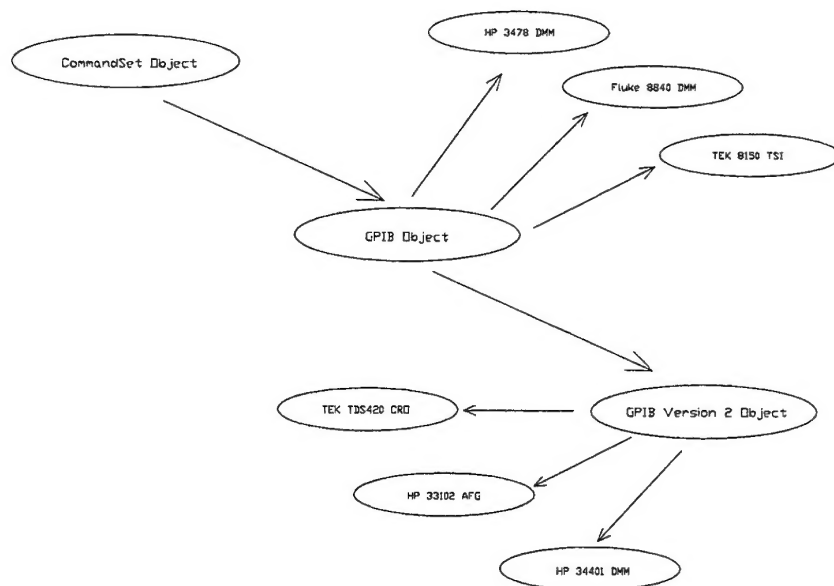 HP 3478 DMM
CommandSet Object
Fluke 8840 DMM
TEK 8150 TSI
GPIB Object
TEK TDS420 CRO
GPIB Version 2 Object
HP 33102 AFG
HP 34401 DMM